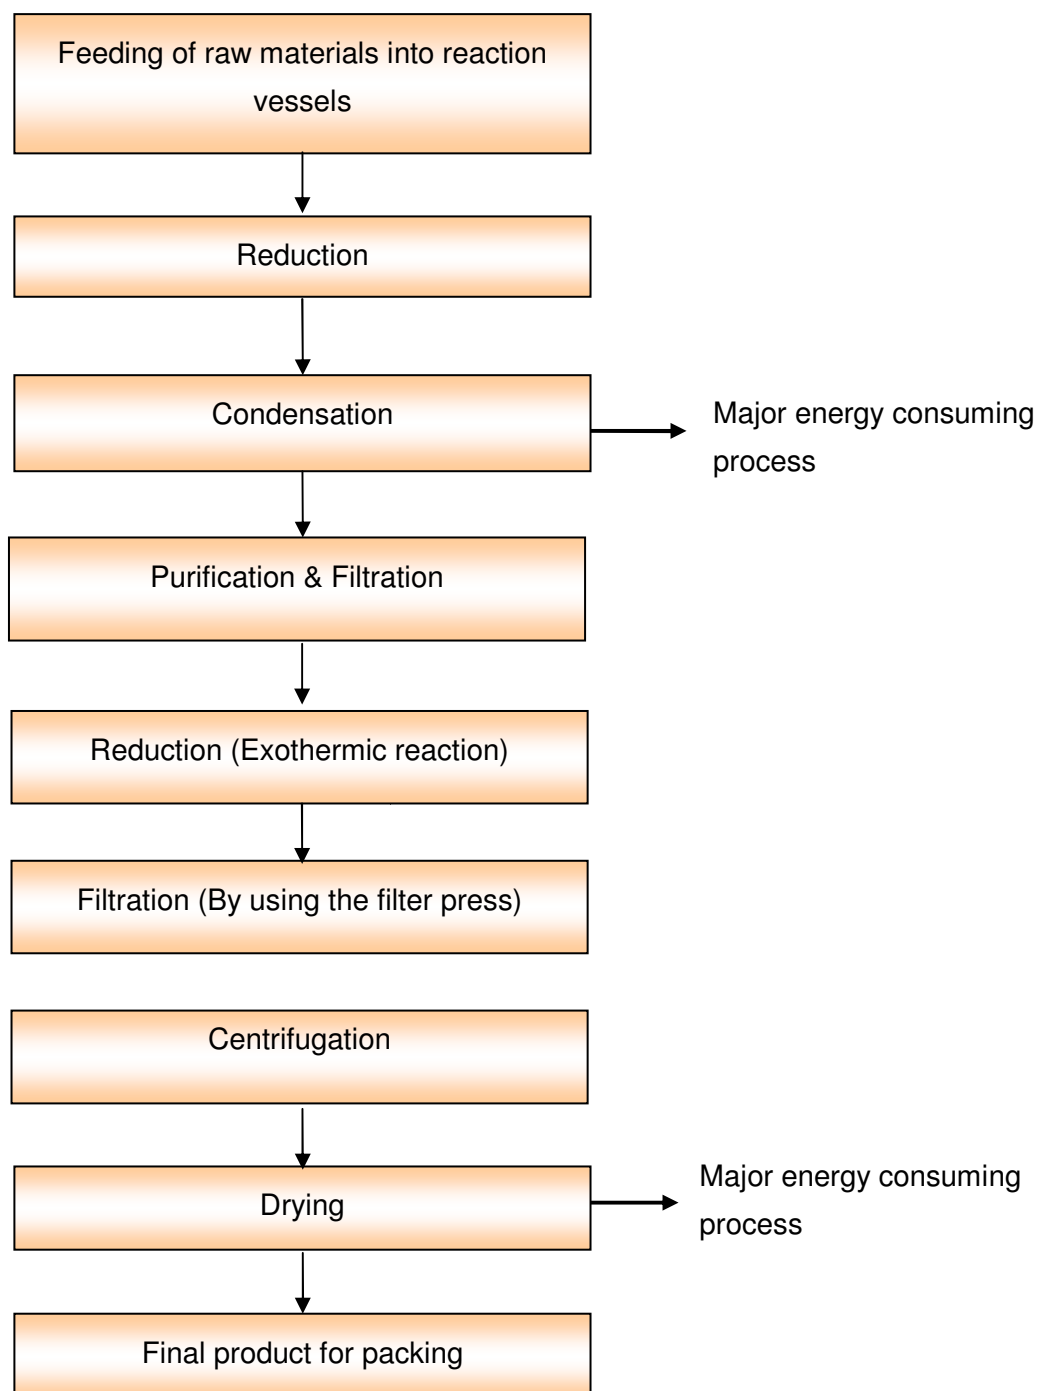 Feeding of raw materials into reaction
vessels
Reduction
Condensation
Major energy consuming
process
Purification & Filtration
Reduction (Exothermic reaction)
Filtration (By using the filter press)
Centrifugation
Drying
Major energy consuming
process
Final product for packing